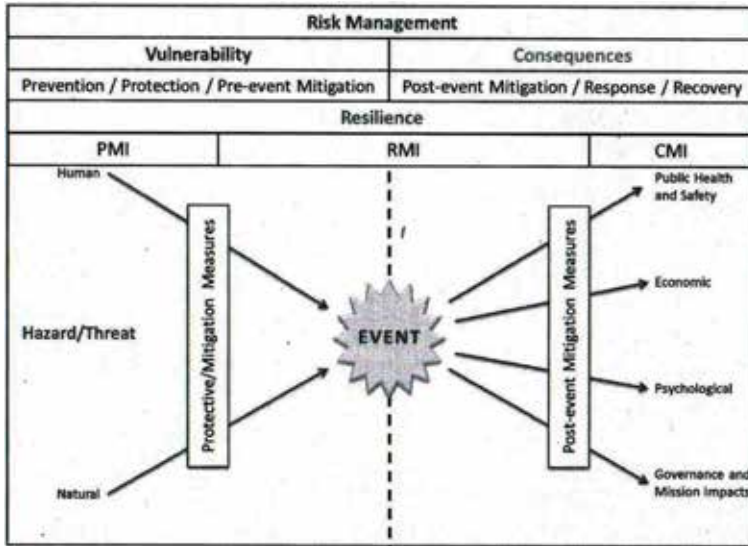 Risk Management
Vulnerability
Consequences
Prevention / Protection / Pre-event Mitigation
Post-event Mitigation / Response / Recovery
Resilience
PMI
RMI
CMI
Human
Hazard/Threat
Natural
Protective/Mitigation Measures
EVENT
Post-event Mitigation Measures
Public Health
and Safety
Economic
Psychological
Governance and
Mission Impacts